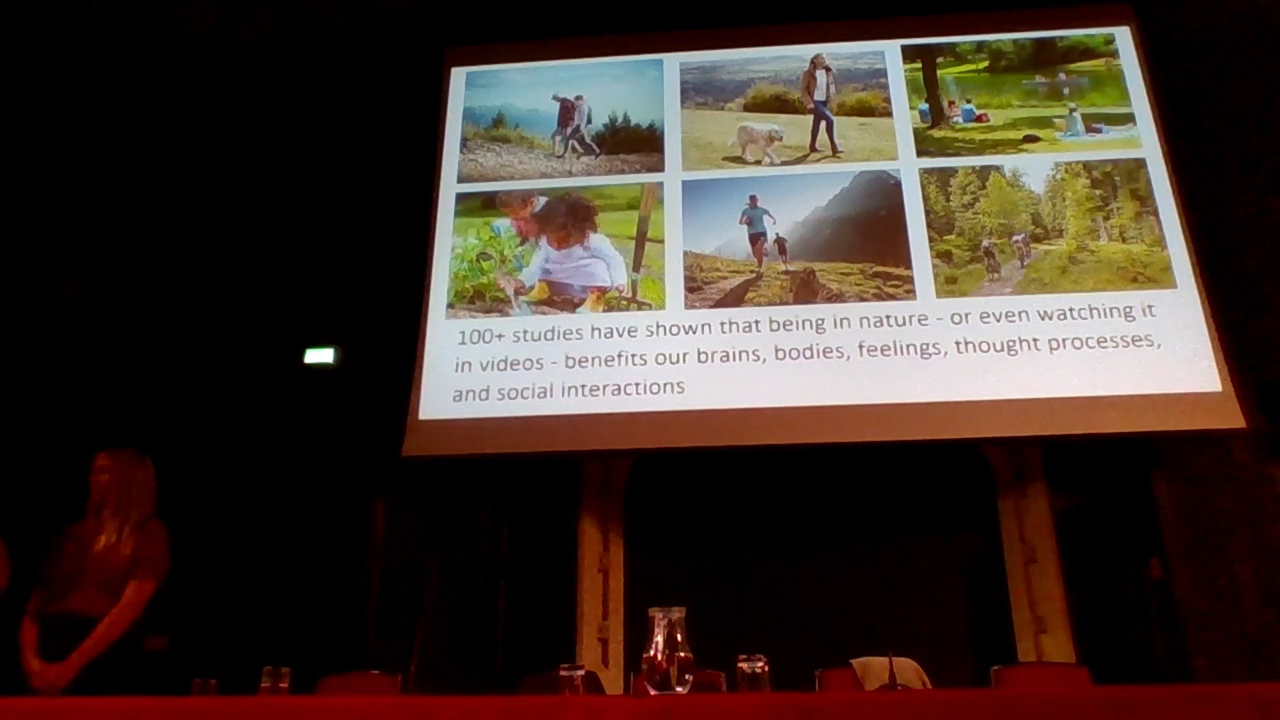 100+ studies have shown that being in nature - or even watching it
in videos - benefits our brains, bodies, feelings, thought processes,
and social interactions